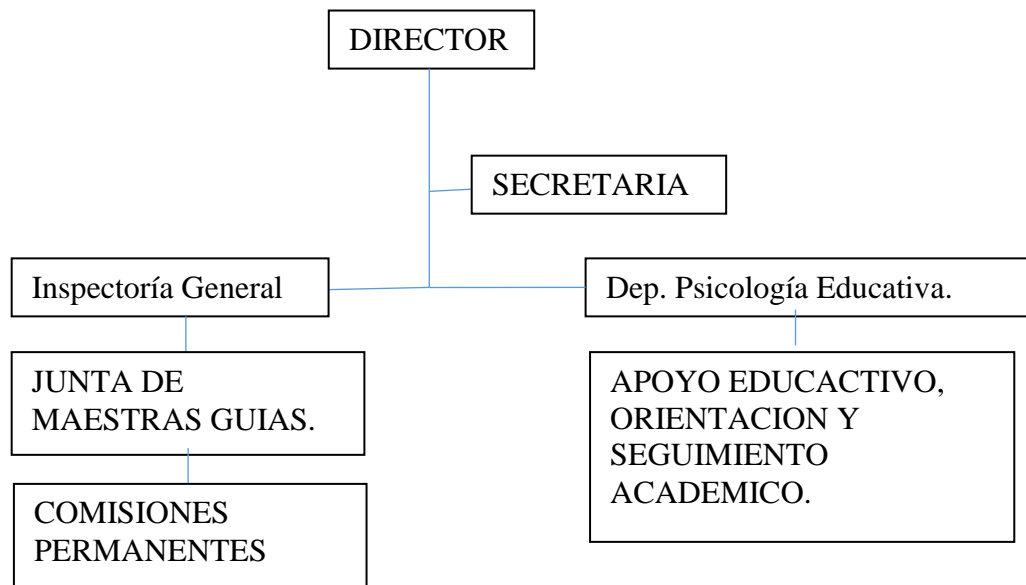 DIRECTOR
SECRETARIA
Inspectoría General
Dep. Psicología Educativa.
JUNTA DE
MAESTRAS GUIAS.
APOYO EDUCACTIVO,
ORIENTACION Y
SEGUIMIENTO
ACADEMICO.
COMISIONES
PERMANENTES